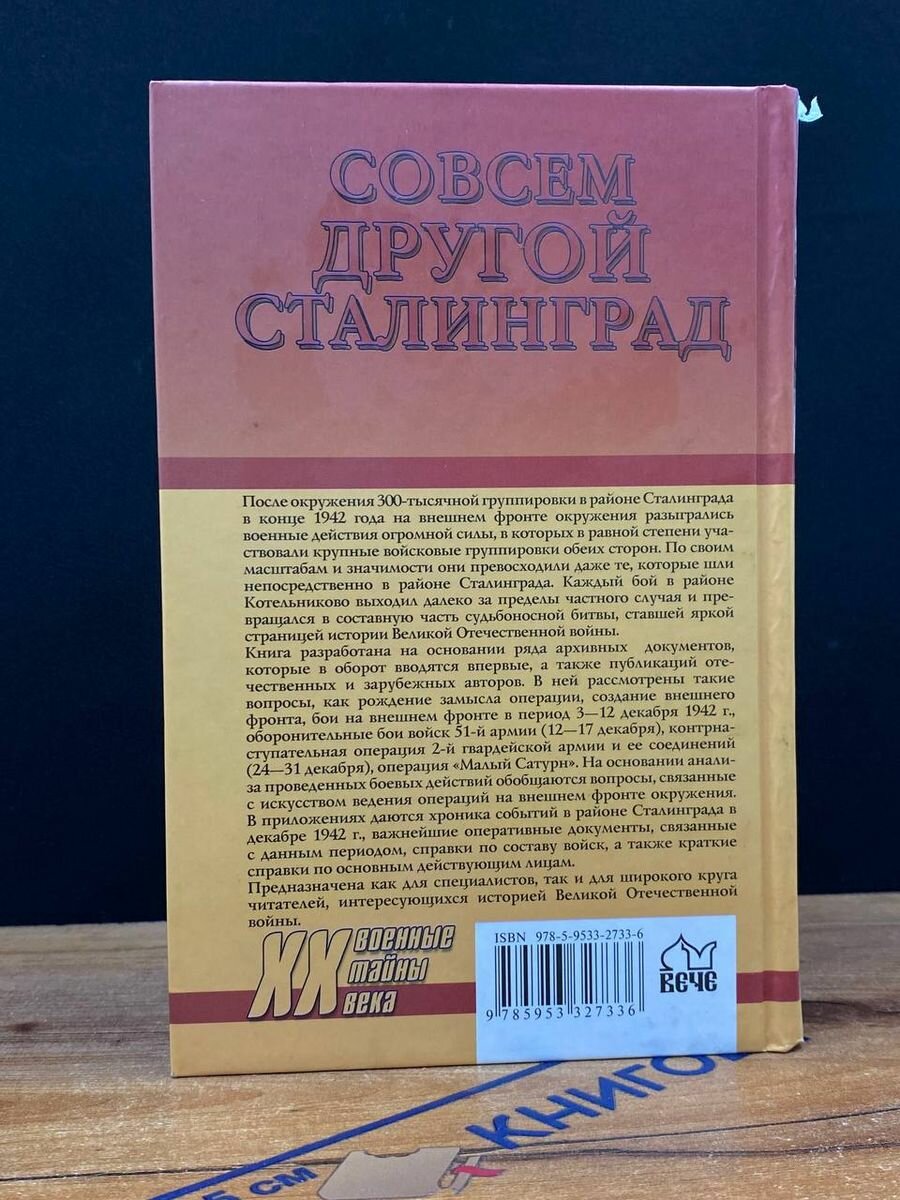 СОВСЕМ
ДРУГОЙ
СТАЛИНГРАД
После окружения 300-тысячной группировки в районе Сталинграда
в конце 1942 года на внешнем фронте окружения разыгрались
военные действия огромной силы, в которых в равной степени уча-
ствовали крупные войсковые группировки обеих сторон. По своим
масштабам и значимости они превосходили даже те, которые шли
непосредственно в районе Сталинграда. Каждый бой в районе
Котельниково выходил далеко за пределы частного случая и пре-
вращался в составную часть судьбоносной битвы, ставшей яркой
страницей истории Великой Отечественной войны.
Книга разработана на основании ряда архивных документов,
которые в оборот вводятся впервые, а также публикаций оте-
чественных и зарубежных авторов. В ней рассмотрены такие
вопросы, как рождение замысла операции, создание внешнего
фронта, бои на внешнем фронте в период 3—12 декабря 1942 г.,
оборонительные бои войск 51-й армии (12—17 декабря), контрна-
ступательная операция 2-й гвардейской армии и ее соединений
(24—31 декабря), операция «Малый Сатурн». На основании анали-
за проведенных боевых действий обобщаются вопросы, связанные
с искусством ведения операций на внешнем фронте окружения.
В приложениях даются хроника событий в районе Сталинграда в
декабре 1942 г., важнейшие оперативные документы, связанные
с данным периодом, справки по составу войск, а также краткие
справки по основным действующим лицам.
Предназначена как для специалистов, так и для широкого круга
читателей, интересующихся историей Великой Отечественной
войны.
XX военные
тайны
века
ISBN 978-5-9533-2733-6
9 785953 327336
ВЕЧЕ
КНИГОВ
5 см